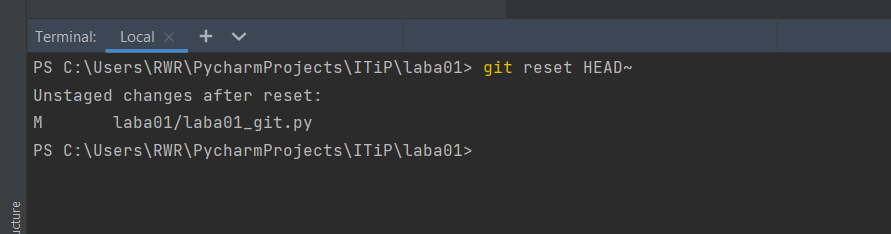 Terminal: Local × + ⌄
PS C:\Users\RWR\PycharmProjects\ITiP\laba01> git reset HEAD~
Unstaged changes after reset:
M       laba01/laba01_git.py
PS C:\Users\RWR\PycharmProjects\ITiP\laba01>
ucture